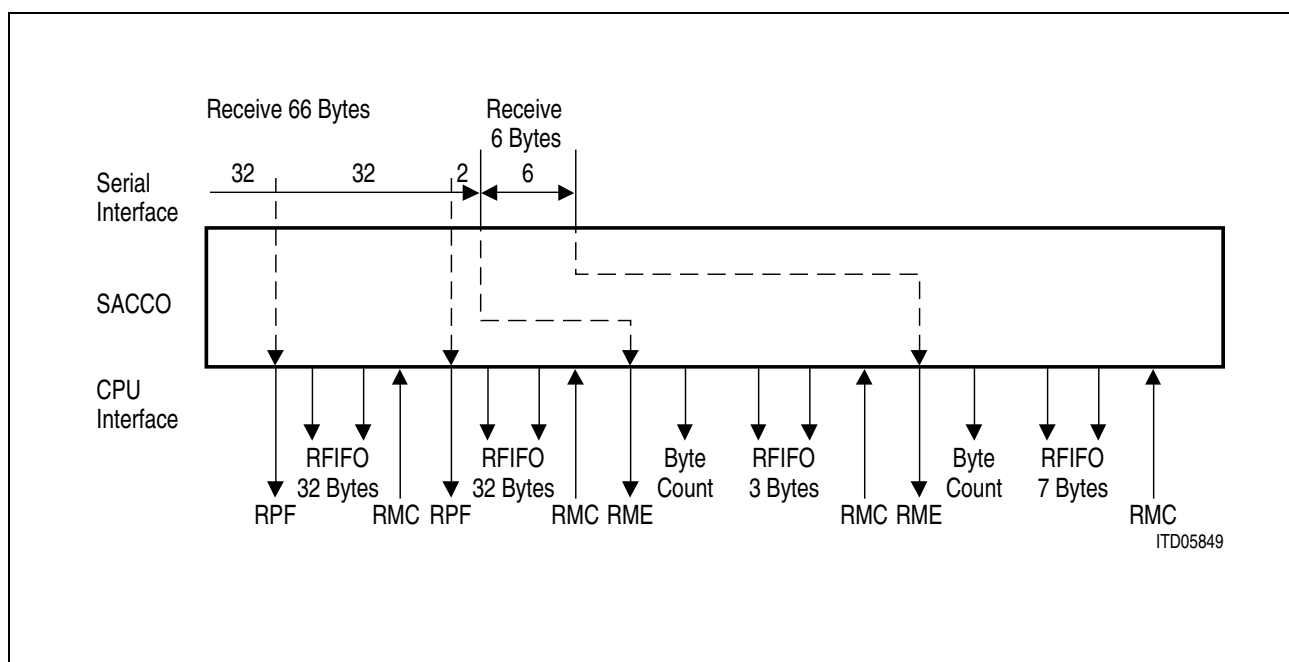 Receive 66 Bytes
Receive
6 Bytes
32
32
2
6
Serial
Interface
SACCO
CPU
Interface
RFIFO
32 Bytes
RFIFO
32 Bytes
Byte
Count
RFIFO
3 Bytes
Byte
Count
RFIFO
7 Bytes
RPF
RMC
RPF
RMC
RME
RMC
RME
RMC
ITD05849